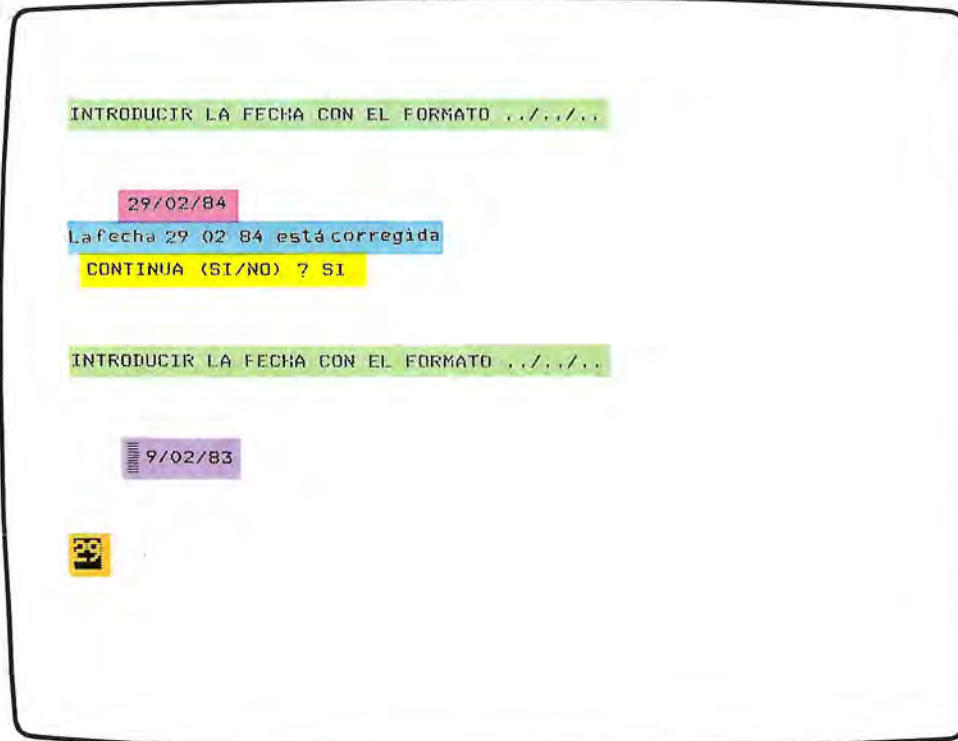 INTRODUCIR LA FECHA CON EL FORMATO ../../..
29/02/84
La fecha 29 02 84 está corregida
CONTINUA (SI/NO) ? SI
INTRODUCIR LA FECHA CON EL FORMATO ../../..
9/02/83
29